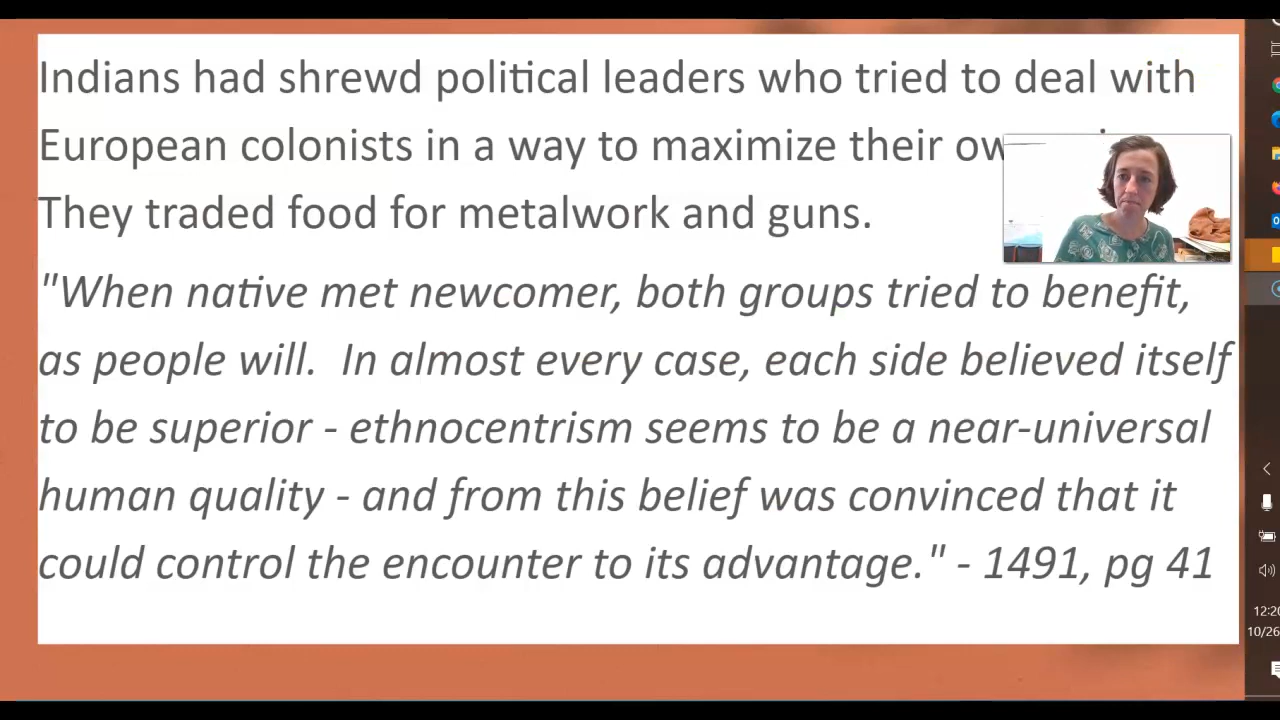 Indians had shrewd political leaders who tried to deal with
European colonists in a way to maximize their
They traded food for metalwork and guns.
"When native met newcomer, both groups tried to benefit,
as people will. In almost every case, each side believed itself
to be superior - ethnocentrism seems to be a near-universal
human quality - and from this belief was convinced that it
could control the encounter to its advantage." - 1491, pg 41